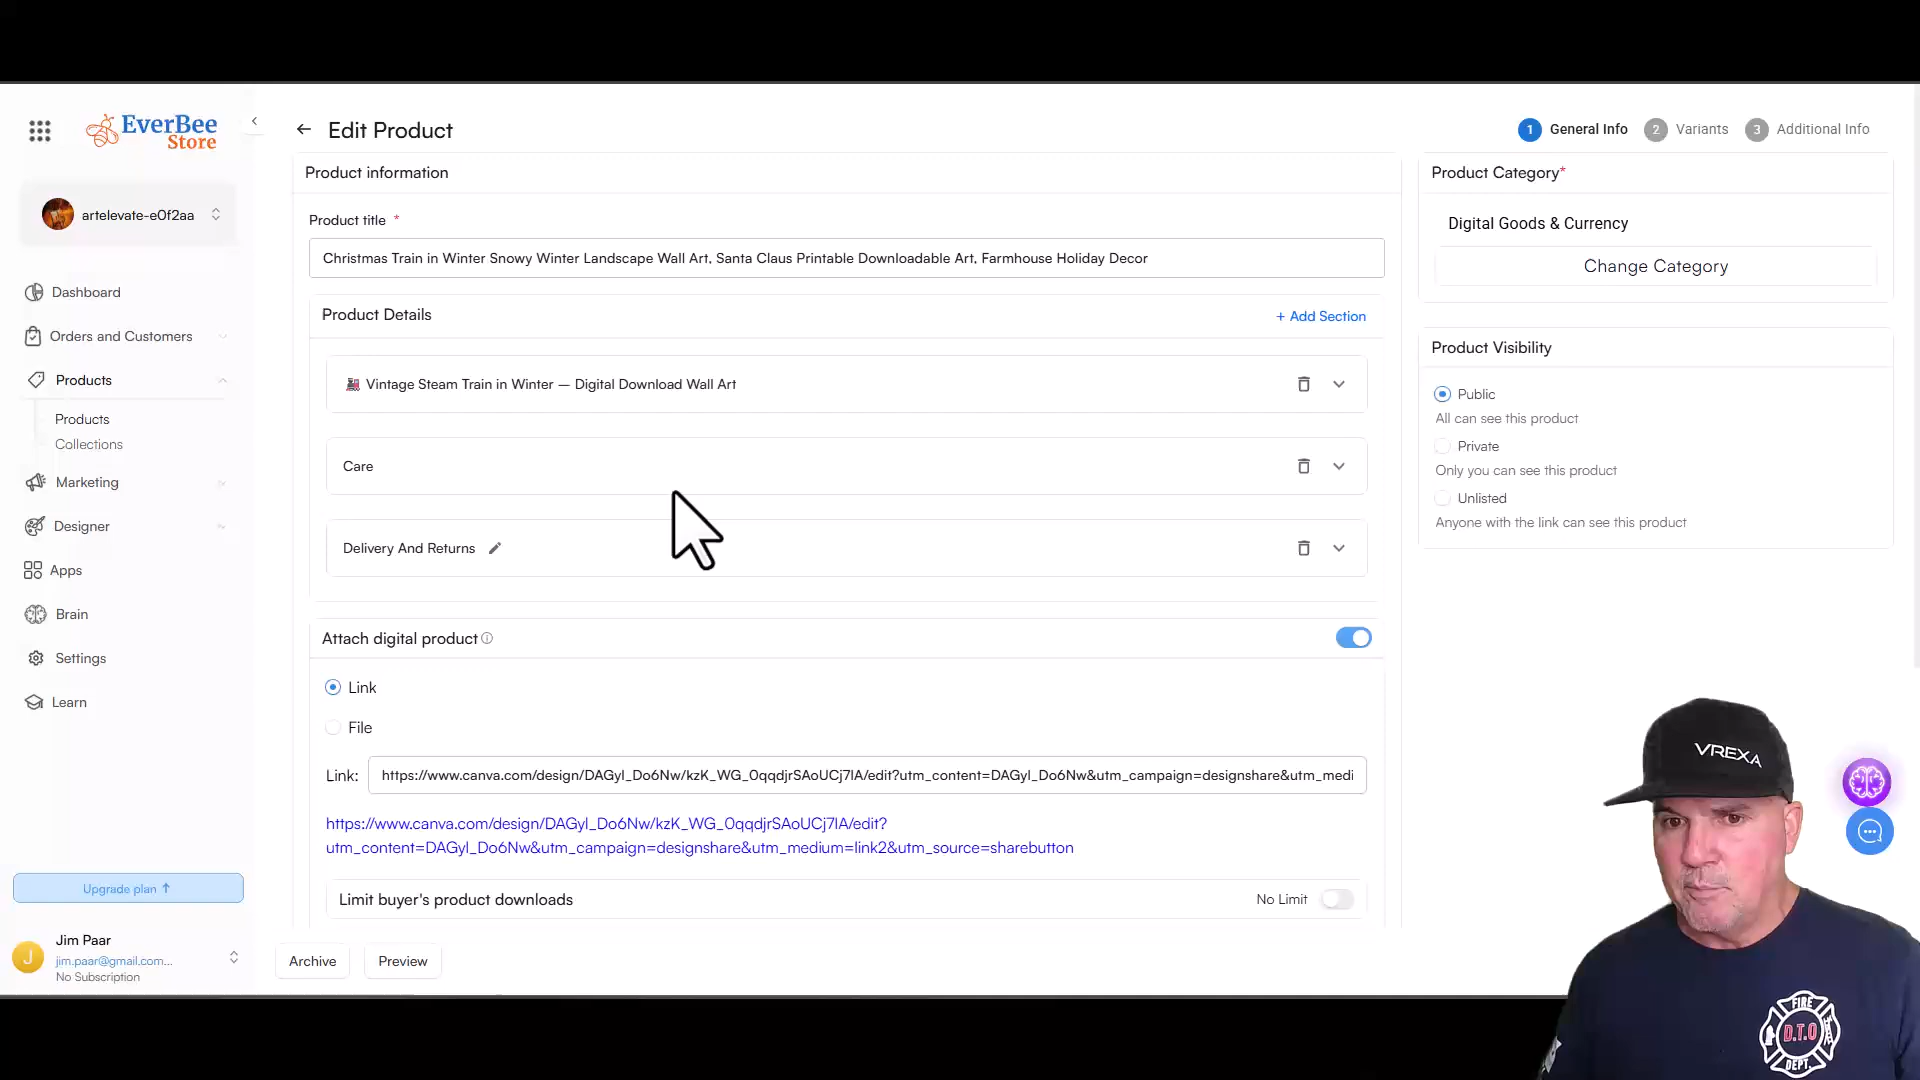 EverBee
Store
artelevate-e0f2aa
Dashboard
Orders and Customers
Products
Products
Collections
Marketing
Designer
Apps
Brain
Settings
Learn
Upgrade plan
Jim Paar
jim.paar@gmail.com...
No Subscription
J
Edit Product
1 General Info 2 Variants 3 Additional Info
Product information
Product title *
Christmas Train in Winter Snowy Winter Landscape Wall Art, Santa Claus Printable Downloadable Art, Farmhouse Holiday Decor
Product Details
+ Add Section
🚂 Vintage Steam Train in Winter – Digital Download Wall Art
Care
Delivery And Returns
Attach digital product
Link
File
Link: https://www.canva.com/design/DAGyl_Do6Nw/kzK_WG_0qqdjrSAoUCj7lA/edit?utm_content=DAGyl_Do6Nw&utm_campaign=designshare&utm_medi
https://www.canva.com/design/DAGyl_Do6Nw/kzK_WG_0qqdjrSAoUCj7lA/edit?
utm_content=DAGyl_Do6Nw&utm_campaign=designshare&utm_medium=link2&utm_source=sharebutton
Limit buyer's product downloads
No Limit
Archive
Preview
Product Category*
Digital Goods & Currency
Change Category
Product Visibility
Public
All can see this product
Private
Only you can see this product
Unlisted
Anyone with the link can see this product
VREXA
FIRE
D.T.O
DEPT.